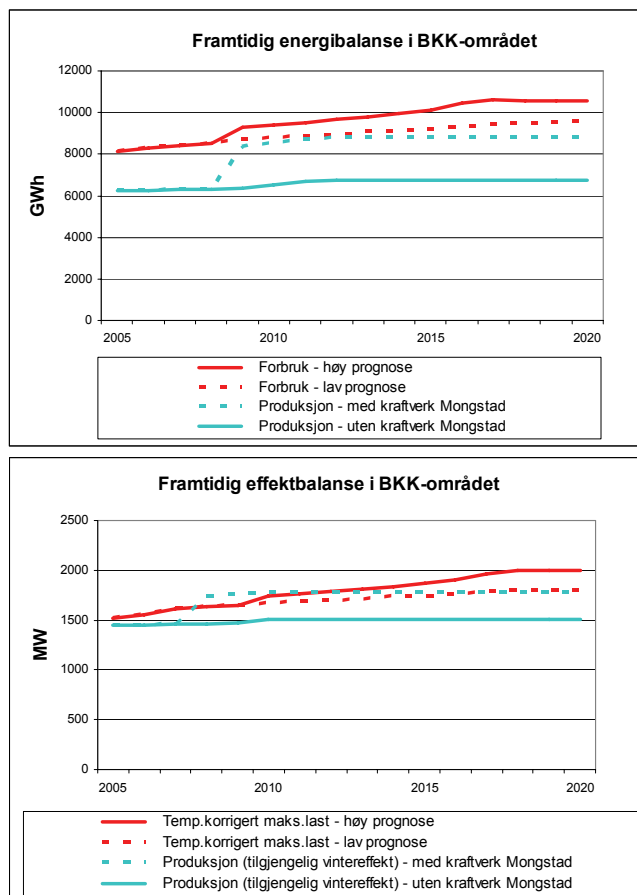 Framtidig energibalanse i BKK-området
12000
10000
8000
6000
4000
2000
0
GWh
2005 2010 2015 2020
Forbruk - høy prognose
Forbruk - lav prognose
Produksjon - med kraftverk Mongstad
Produksjon - uten kraftverk Mongstad
Framtidig effektbalanse i BKK-området
2500
2000
1500
1000
500
0
MW
2005 2010 2015 2020
Temp.korrigert maks.last - høy prognose
Temp.korrigert maks.last - lav prognose
Produksjon (tilgjengelig vintereffekt) - med kraftverk Mongstad
Produksjon (tilgjengelig vintereffekt) - uten kraftverk Mongstad